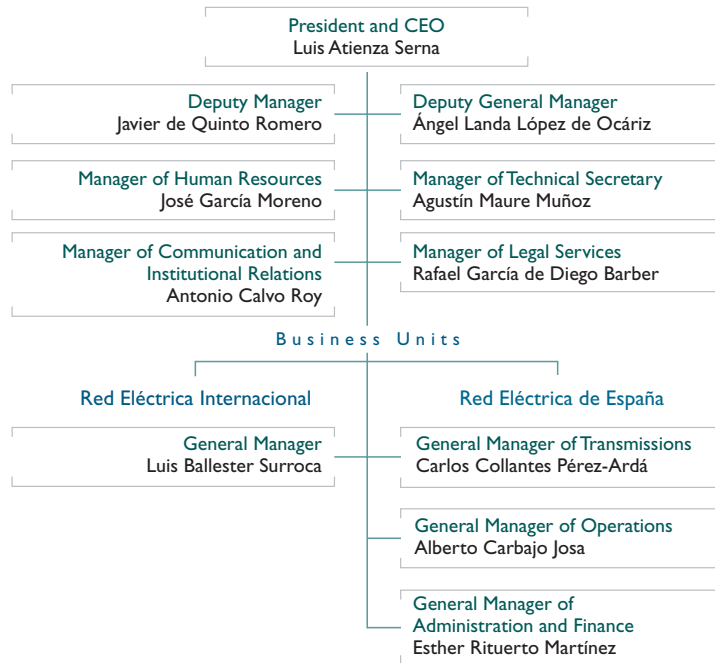 President and CEO
Luis Atienza Serna
Deputy Manager
Javier de Quinto Romero
Deputy General Manager
Ángel Landa López de Ocáriz
Manager of Human Resources
José García Moreno
Manager of Technical Secretary
Agustín Maure Muñoz
Manager of Communication and
Institutional Relations
Antonio Calvo Roy
Manager of Legal Services
Rafael García de Diego Barber
Business Units
Red Eléctrica Internacional
Red Eléctrica de España
General Manager
Luis Ballester Surroca
General Manager of Transmissions
Carlos Collantes Pérez-Ardá
General Manager of Operations
Alberto Carbajo Josa
General Manager of
Administration and Finance
Esther Rituerto Martínez